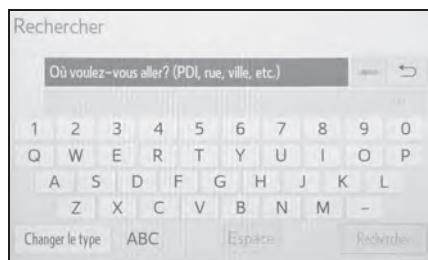 Rechercher
Où voulez-vous aller? (PDI, rue, ville, etc.)
1 2 3 4 5 6 7 8 9 0
Q W E R T Y U I O P
A S D F G H J K L
Z X C V B N M -
Changer le type ABC Espace Rechercher